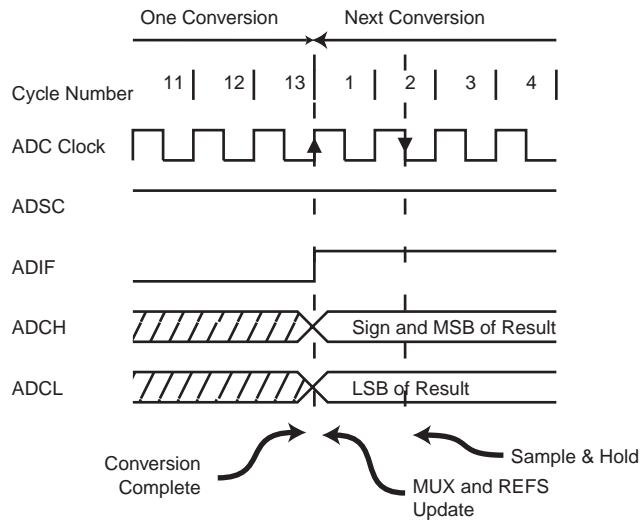 One Conversion Next Conversion
Cycle Number 11 12 13 1 2 3 4
ADC Clock
ADSC
ADIF
ADCH Sign and MSB of Result
ADCL LSB of Result
Conversion
Complete
MUX and REFS
Update
Sample & Hold